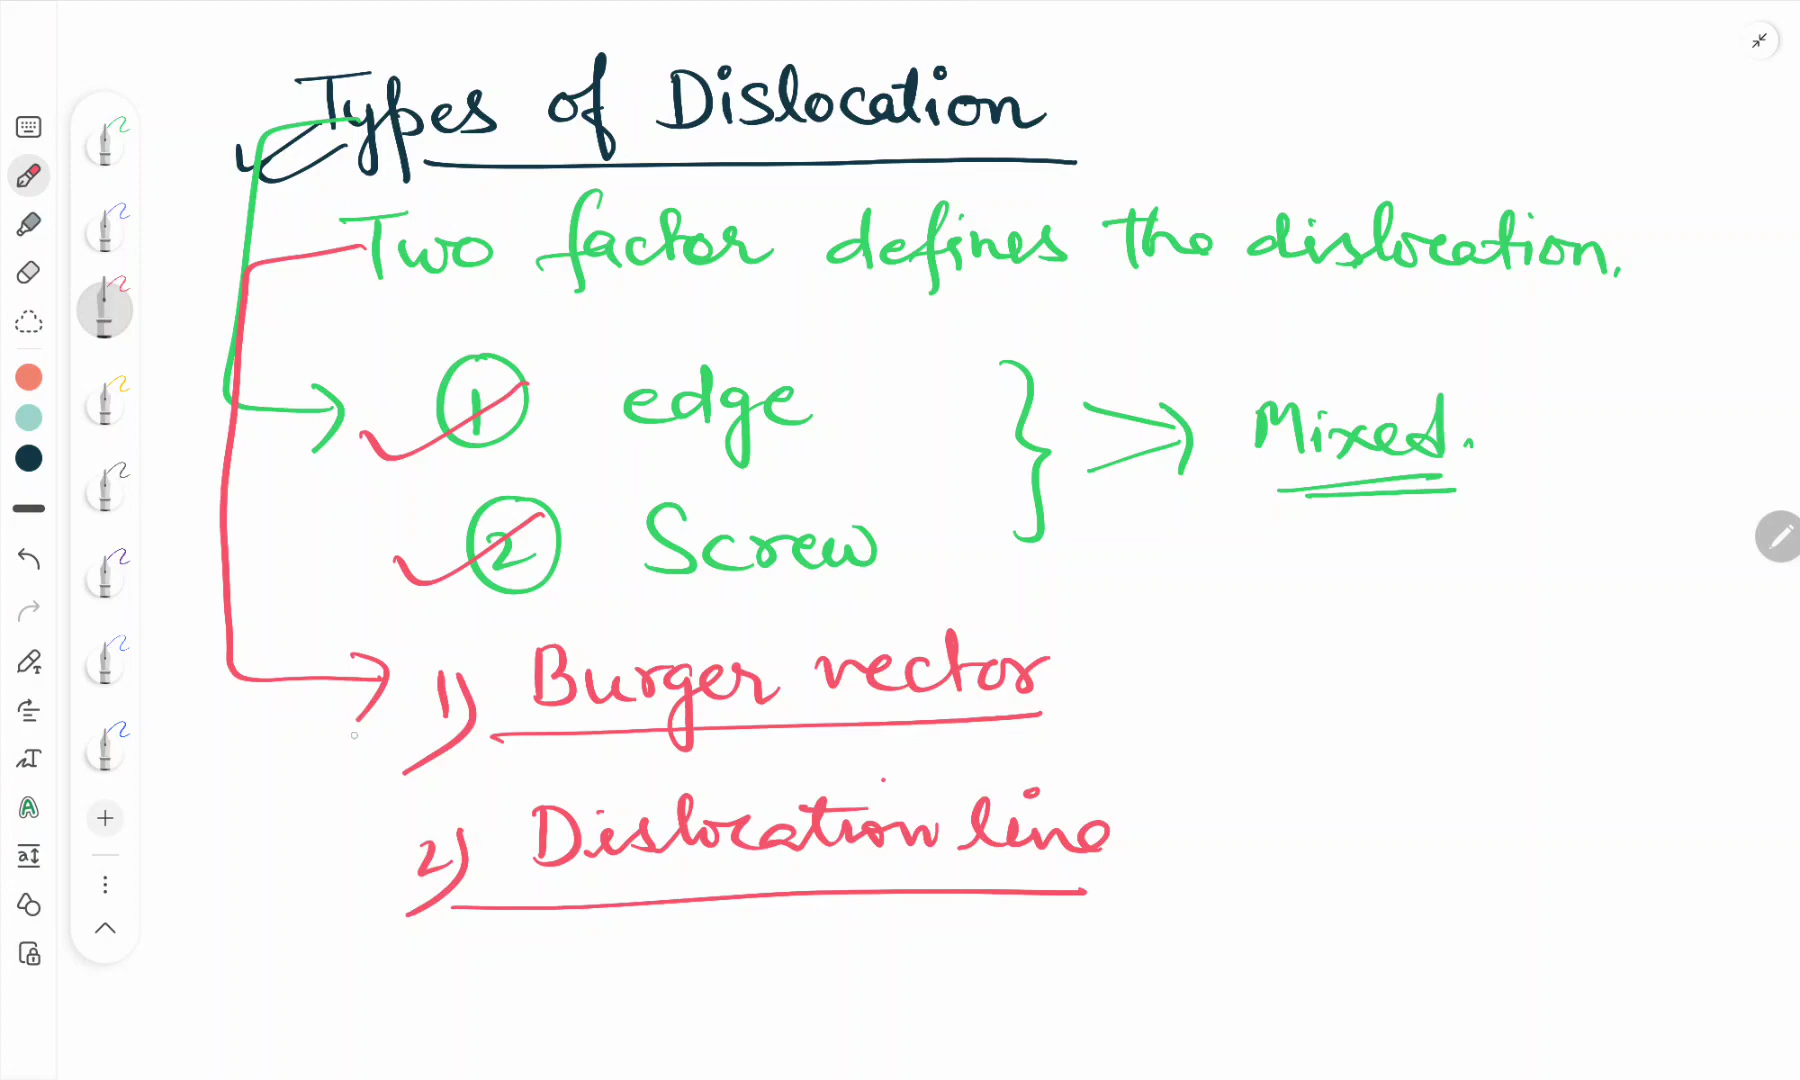 Types of Dislocation
Two factor defines the dislocation.
1 edge
2 Screw
Mixed.
1) Burger vector
2) Dislocation line